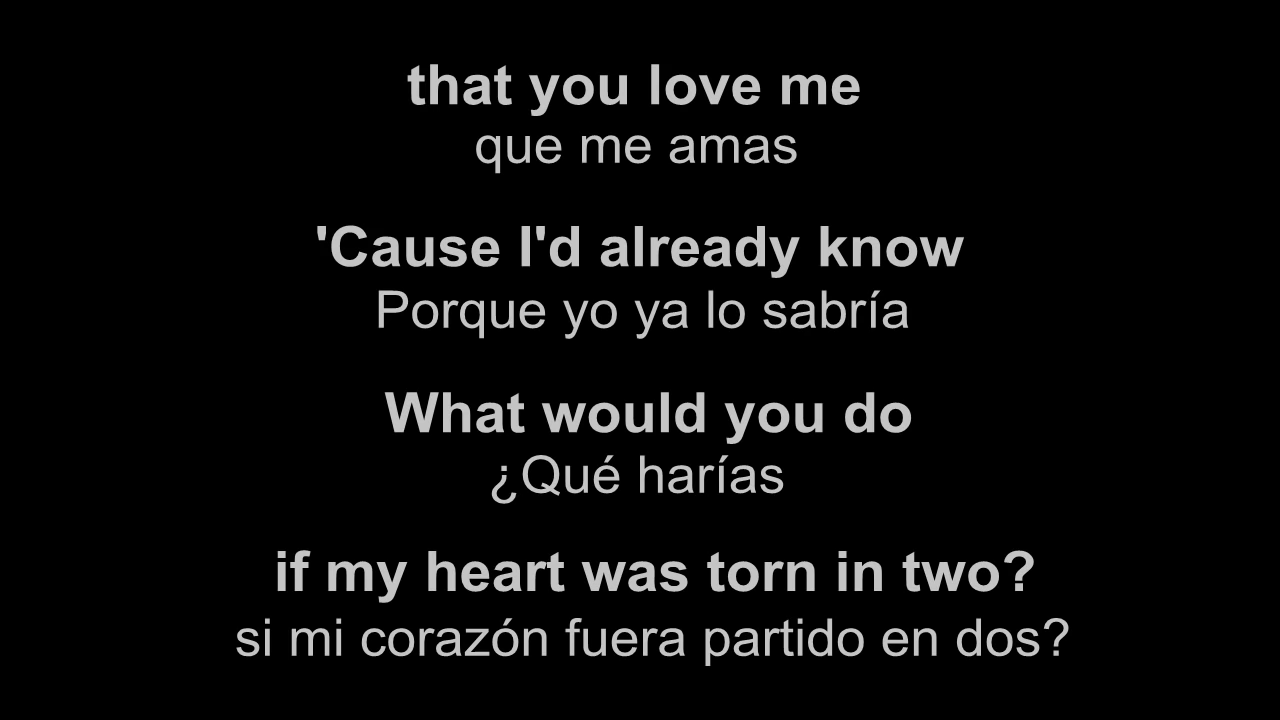 that you love me
que me amas
'Cause I'd already know
Porque yo ya lo sabría
What would you do
¿Qué harías
if my heart was torn in two?
si mi corazón fuera partido en dos?